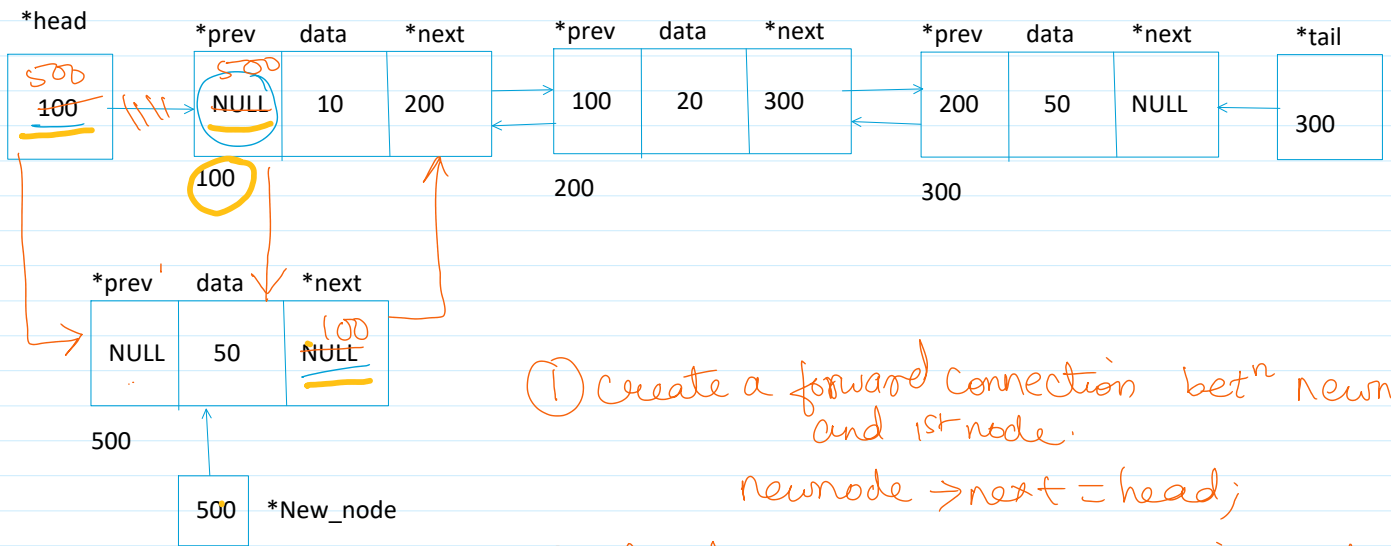 *head
*prev data *next *prev data *next *prev data *next *tail
500 500
100 NULL 10 200 100 20 300 200 50 NULL 300
100 200 300
*prev data *next
100
NULL 50 NULL
① Create a forward connection betⁿ newn
and 1st node.
500
newnode →next = head;
500 *New_node